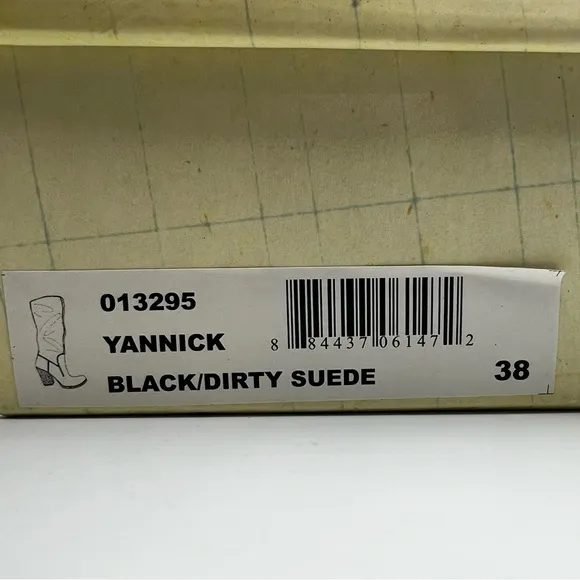 013295
YANNICK
8 84437 06147 2
BLACK/DIRTY SUEDE
38